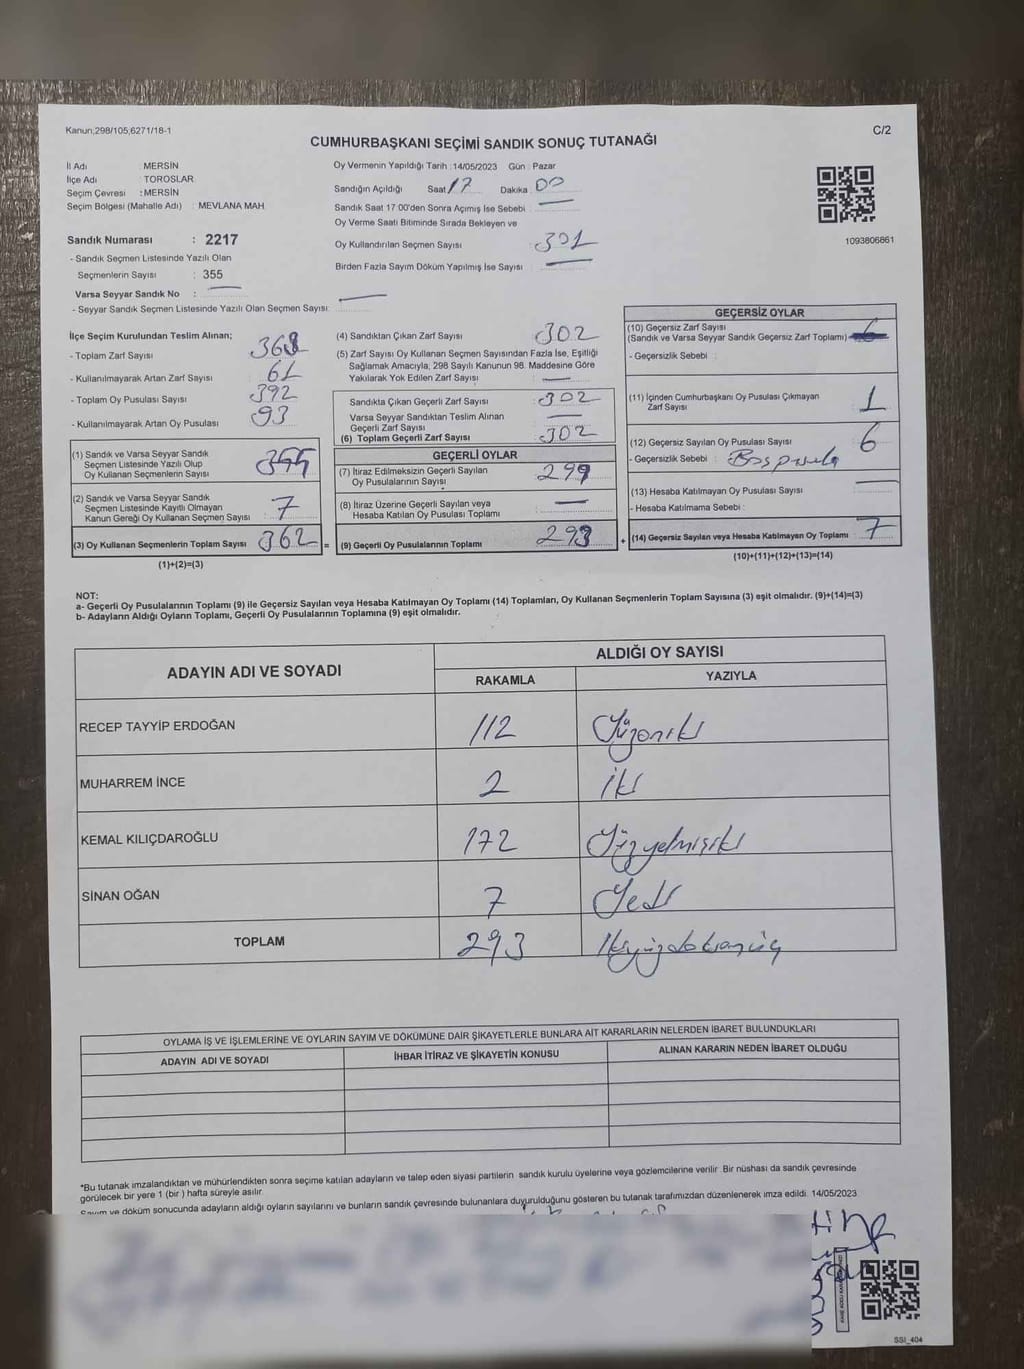 Kanun,298/105,6271/18-1
C/2
CUMHURBAŞKANI SEÇİMİ SANDIK SONUÇ TUTANAĞI
İl Adı : MERSİN
İlçe Adı : TOROSLAR
Seçim Çevresi : MERSİN
Seçim Bölgesi (Mahalle Adı) : MEVLANA MAH.
Sandık Numarası : 2217
- Sandık Seçmen Listesinde Yazılı Olan
Seçmenlerin Sayısı : 355
Varsa Seyyar Sandık No :
- Seyyar Sandık Seçmen Listesinde Yazılı Olan Seçmen Sayısı:
Oy Vermenin Yapıldığı Tarih : 14/05/2023 Gün : Pazar
Sandığın Açıldığı Saat 17 Dakika : 00
Sandık Saat 17:00'den Sonra Açımış İse Sebebi :
Oy Verme Saati Bitiminde Sırada Bekleyen ve
Oy Kullandırılan Seçmen Sayısı : 301
Birden Fazla Sayım Döküm Yapılmış İse Sayısı :
1093806861
İlçe Seçim Kurulundan Teslim Alınan;
- Toplam Zarf Sayısı
- Kullanılmayarak Artan Zarf Sayısı 61
- Toplam Oy Pusulası Sayısı 392
- Kullanılmayarak Artan Oy Pusulası 93
(1) Sandık ve Varsa Seyyar Sandık
Seçmen Listesinde Yazılı Olup
Oy Kullanan Seçmenlerin Sayısı
(2) Sandık ve Varsa Seyyar Sandık
Seçmen Listesinde Kayıtlı Olmayan
Kanun Gereği Oy Kullanan Seçmen Sayısı : 7
(3) Oy Kullanan Seçmenlerin Toplam Sayısı 362 =
(1)+(2)=(3)
(4) Sandıktan Çıkan Zarf Sayısı 302
(5) Zarf Sayısı Oy Kullanan Seçmen Sayısından Fazla İse, Eşitliği
Sağlamak Amacıyla; 298 Sayılı Kanunun 98. Maddesine Göre
Yakılarak Yok Edilen Zarf Sayısı
Sandıkta Çıkan Geçerli Zarf Sayısı 302
Varsa Seyyar Sandıktan Teslim Alınan
Geçerli Zarf Sayısı
(6) Toplam Geçerli Zarf Sayısı 302
GEÇERLİ OYLAR
(7) İtiraz Edilmeksizin Geçerli Sayılan
Oy Pusulalarının Sayısı
(8) İtiraz Üzerine Geçerli Sayılan veya
Hesaba Katılan Oy Pusulası Toplamı
(9) Geçerli Oy Pusulalarının Toplamı 293 +
GEÇERSİZ OYLAR
(10) Geçersiz Zarf Sayısı
(Sandık ve Varsa Seyyar Sandık Geçersiz Zarf Toplamı)
- Geçersizlik Sebebi :
(11) İçinden Cumhurbaşkanı Oy Pusulası Çıkmayan
Zarf Sayısı 1
(12) Geçersiz Sayılan Oy Pusulası Sayısı 6
- Geçersizlik Sebebi :
(13) Hesaba Katılmayan Oy Pusulası Sayısı
- Hesaba Katılmama Sebebi :
(14) Geçersiz Sayılan veya Hesaba Katılmayan Oy Toplamı 7
(10)+(11)+(12)+(13)=(14)
NOT:
a- Geçerli Oy Pusulalarının Toplamı (9) ile Geçersiz Sayılan veya Hesaba Katılmayan Oy Toplamı (14) Toplamları, Oy Kullanan Seçmenlerin Toplam Sayısına (3) eşit olmalıdır. (9)+(14)=(3)
b- Adayların Aldığı Oyların Toplamı, Geçerli Oy Pusulalarının Toplamına (9) eşit olmalıdır.
ADAYIN ADI VE SOYADI ALDIĞI OY SAYISI
RAKAMLA YAZIYLA
RECEP TAYYİP ERDOĞAN 112 Yüzoniki
MUHARREM İNCE 2 iki
KEMAL KILIÇDAROĞLU 172 Yüzyetmişiki
SİNAN OĞAN 7 Yedi
TOPLAM 293 ikiyüzdoksanüç
OYLAMA İŞ VE İŞLEMLERİNE VE OYLARIN SAYIM VE DÖKÜMÜNE DAİR ŞİKAYETLERLE BUNLARA AİT KARARLARIN NELERDEN İBARET BULUNDUKLARI
ADAYIN ADI VE SOYADI İHBAR İTİRAZ VE ŞİKAYETİN KONUSU ALINAN KARARIN NEDEN İBARET OLDUĞU
*Bu tutanak imzalandıktan ve mühürlendikten sonra seçime katılan adayların ve talep eden siyasi partilerin sandık kurulu üyelerine veya gözlemcilerine verilir. Bir nüshası da sandık çevresinde
görülecek bir yere 1 (bir) hafta süreyle asılır.
Sayım ve döküm sonucunda adayların aldığı oyların sayılarını ve bunların sandık çevresinde bulunanlara duyurulduğunu gösteren bu tutanak tarafımızdan düzenlenerek imza edildi. 14/05/2023
SSI_404